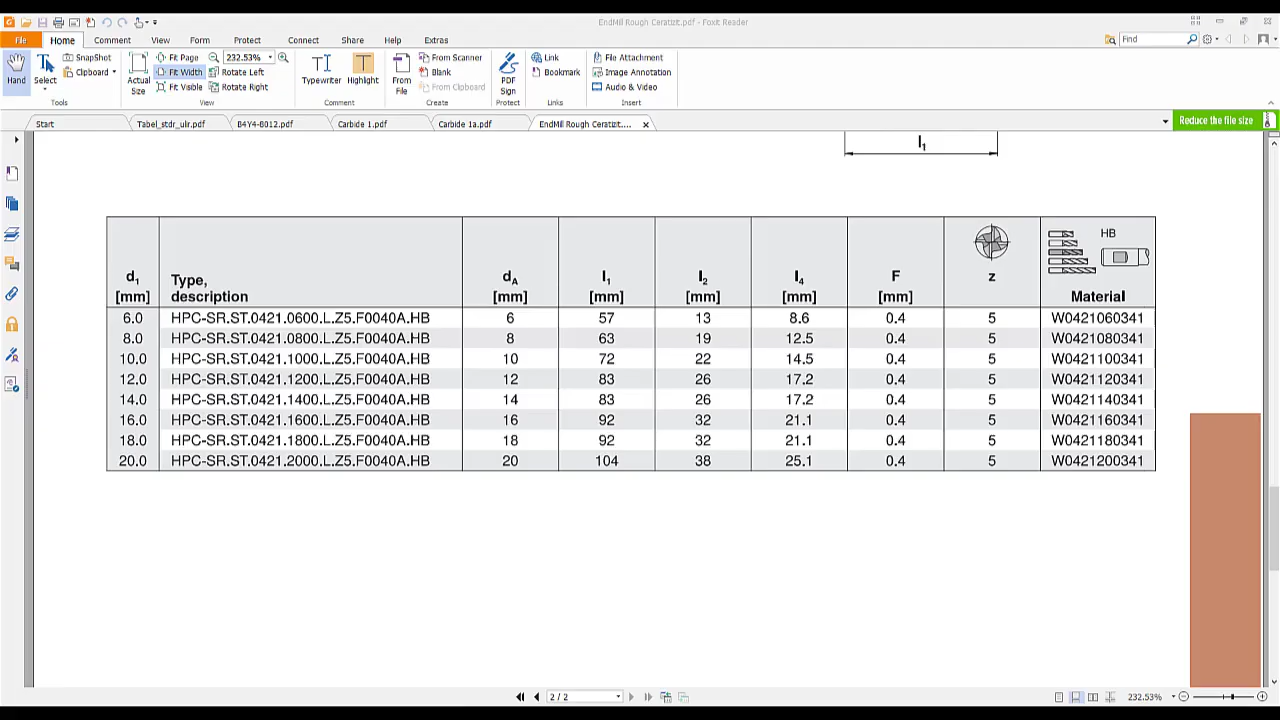 EndMill Rough Ceratizit.pdf - Foxit Reader
File Home Comment View Form Protect Connect Share Help Extras Find
Hand
Select
SnapShot
Clipboard
Tools
Actual Size
Fit Page
Fit Width
Fit Visible
232.53%
Rotate Left
Rotate Right
View
Typewriter
Highlight
Comment
From File
From Scanner
Blank
From Clipboard
Create
PDF Sign
Protect
Link
Bookmark
Links
File Attachment
Image Annotation
Audio & Video
Insert
Start Tabel_stdr_ulir.pdf B4Y4-8012.pdf Carbide 1.pdf Carbide 1a.pdf EndMill Rough Ceratizit.... Reduce the file size
l1
HB
d1 Type, dA l1 l2 l4 F z
[mm] description [mm] [mm] [mm] [mm] [mm] Material
6.0 HPC-SR.ST.0421.0600.L.Z5.F0040A.HB 6 57 13 8.6 0.4 5 W0421060341
8.0 HPC-SR.ST.0421.0800.L.Z5.F0040A.HB 8 63 19 12.5 0.4 5 W0421080341
10.0 HPC-SR.ST.0421.1000.L.Z5.F0040A.HB 10 72 22 14.5 0.4 5 W0421100341
12.0 HPC-SR.ST.0421.1200.L.Z5.F0040A.HB 12 83 26 17.2 0.4 5 W0421120341
14.0 HPC-SR.ST.0421.1400.L.Z5.F0040A.HB 14 83 26 17.2 0.4 5 W0421140341
16.0 HPC-SR.ST.0421.1600.L.Z5.F0040A.HB 16 92 32 21.1 0.4 5 W0421160341
18.0 HPC-SR.ST.0421.1800.L.Z5.F0040A.HB 18 92 32 21.1 0.4 5 W0421180341
20.0 HPC-SR.ST.0421.2000.L.Z5.F0040A.HB 20 104 38 25.1 0.4 5 W0421200341
2 / 2 232.53%